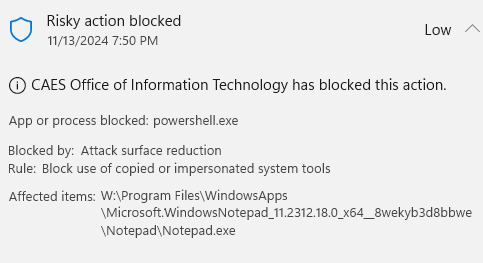 Risky action blocked
11/13/2024 7:50 PM
Low
CAES Office of Information Technology has blocked this action.
App or process blocked: powershell.exe
Blocked by: Attack surface reduction
Rule: Block use of copied or impersonated system tools
Affected items: W:\Program Files\WindowsApps
\Microsoft.WindowsNotepad_11.2312.18.0_x64__8wekyb3d8bbwe
\Notepad\Notepad.exe